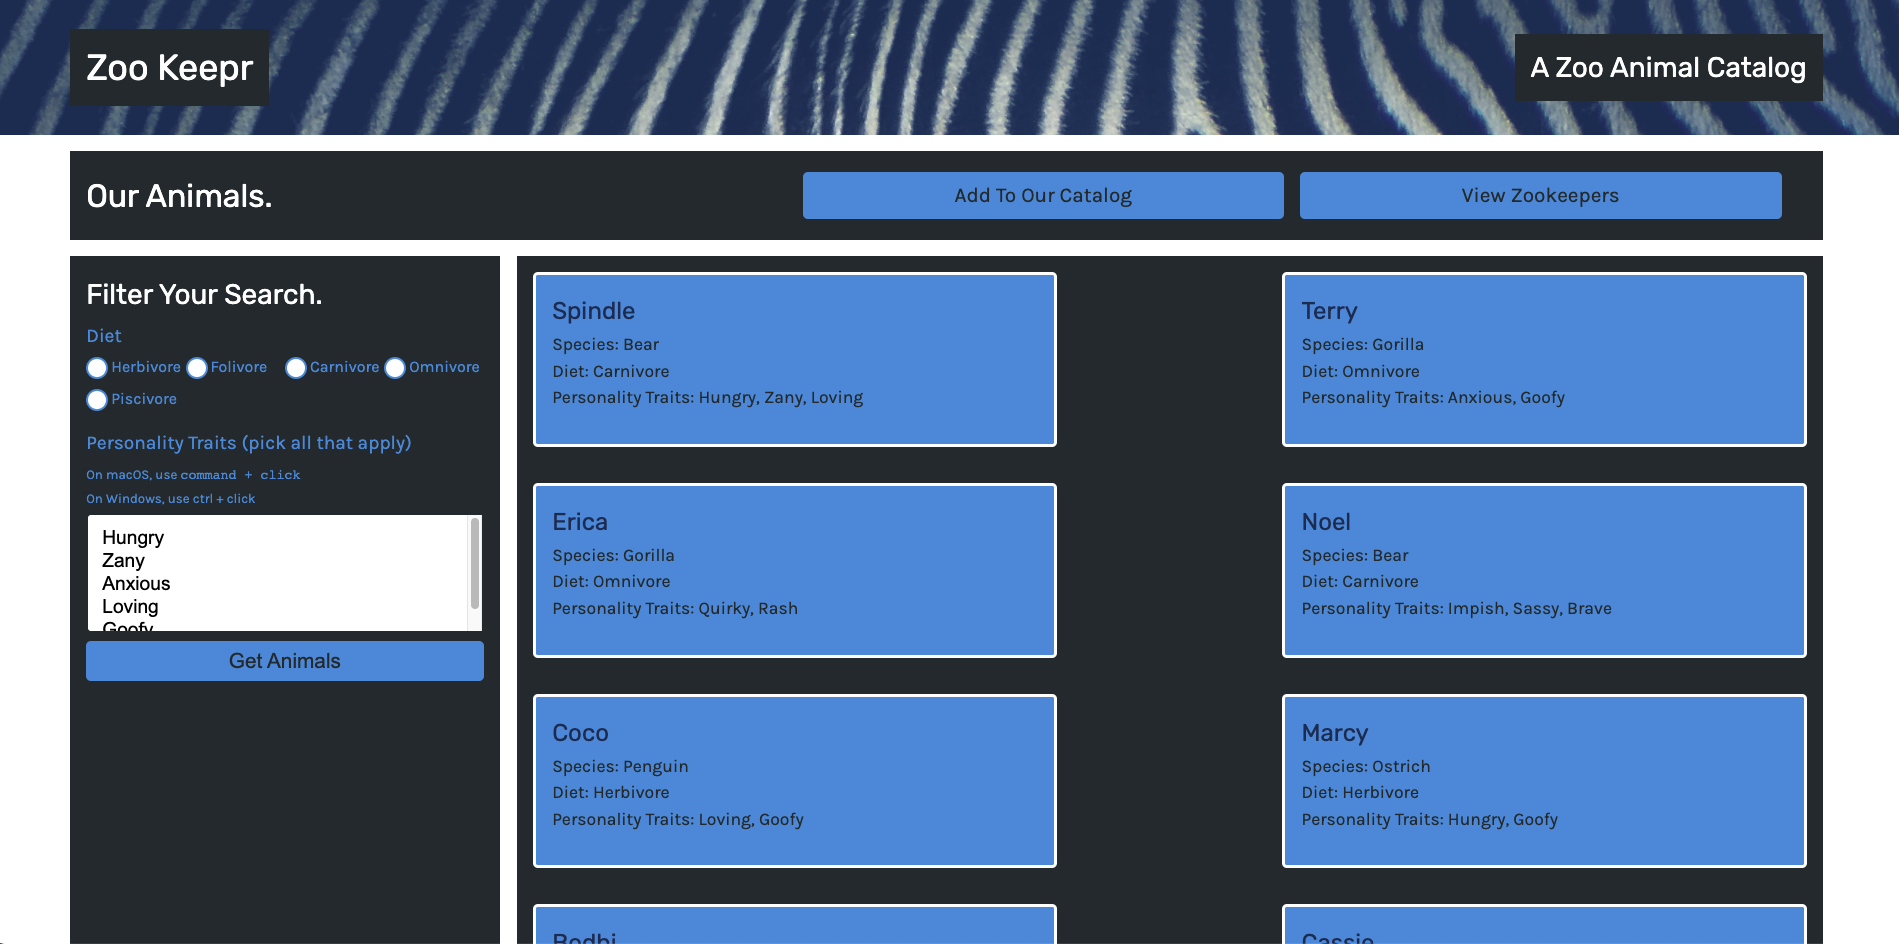 Zoo Keepr
A Zoo Animal Catalog
Our Animals.
Add To Our Catalog
View Zookeepers
Filter Your Search.
Diet
Herbivore Folivore Carnivore Omnivore
Piscivore
Personality Traits (pick all that apply)
On macOS, use command + click
On Windows, use ctrl + click
Hungry
Zany
Anxious
Loving
Goofy
Get Animals
Spindle
Species: Bear
Diet: Carnivore
Personality Traits: Hungry, Zany, Loving
Terry
Species: Gorilla
Diet: Omnivore
Personality Traits: Anxious, Goofy
Erica
Species: Gorilla
Diet: Omnivore
Personality Traits: Quirky, Rash
Noel
Species: Bear
Diet: Carnivore
Personality Traits: Impish, Sassy, Brave
Coco
Species: Penguin
Diet: Herbivore
Personality Traits: Loving, Goofy
Marcy
Species: Ostrich
Diet: Herbivore
Personality Traits: Hungry, Goofy
Bodhi
Cassie